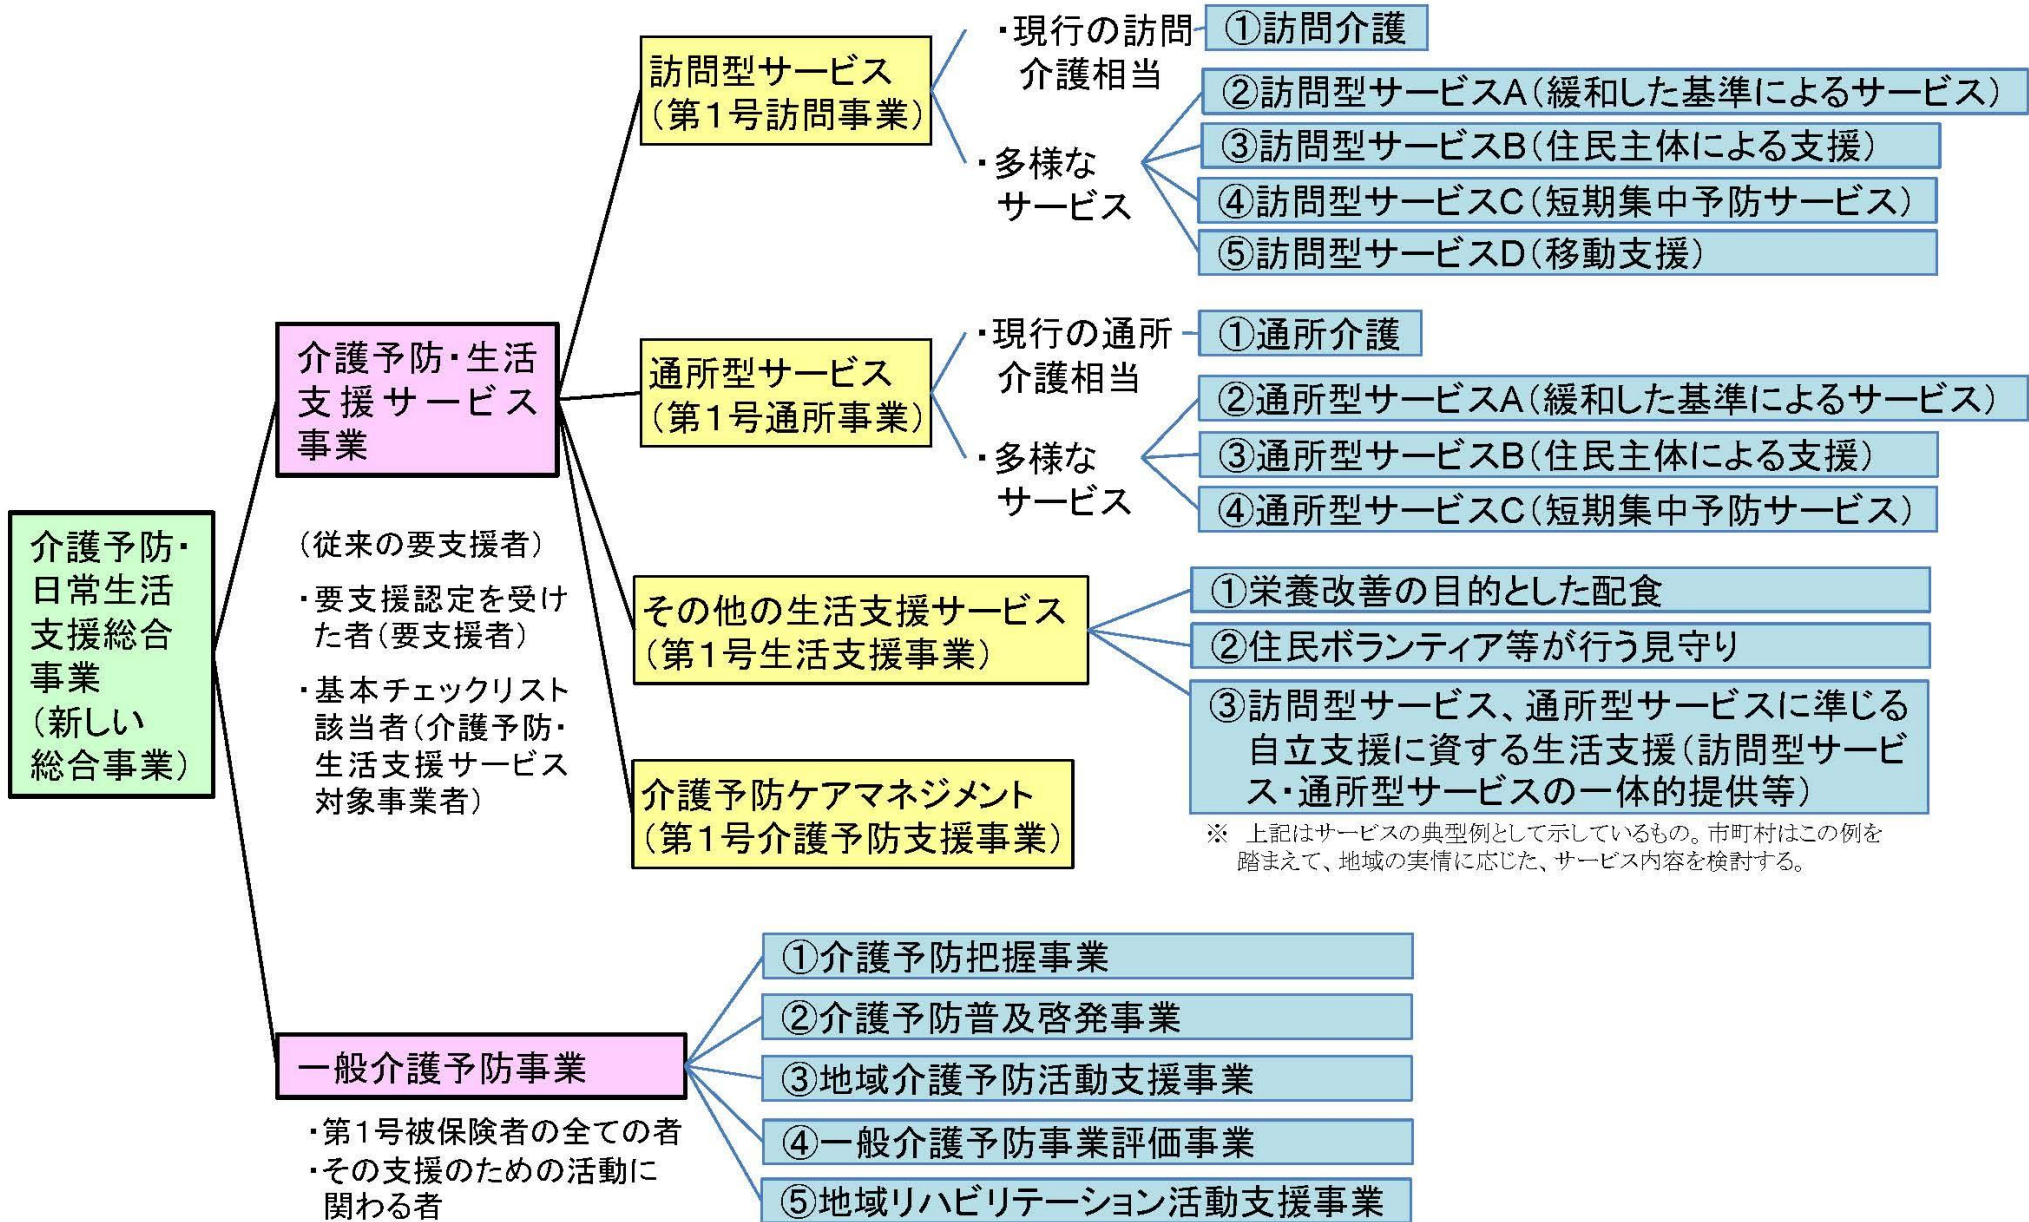 介護予防・
日常生活
支援総合
事業
（新しい
総合事業）
介護予防・生活
支援サービス
事業
（従来の要支援者）
・要支援認定を受け
た者（要支援者）
・基本チェックリスト
該当者（介護予防・
生活支援サービス
対象事業者）
訪問型サービス
（第１号訪問事業）
・現行の訪問
介護相当
①訪問介護
・多様な
サービス
②訪問型サービスA（緩和した基準によるサービス）
③訪問型サービスB（住民主体による支援）
④訪問型サービスC（短期集中予防サービス）
⑤訪問型サービスD（移動支援）
通所型サービス
（第１号通所事業）
・現行の通所
介護相当
①通所介護
・多様な
サービス
②通所型サービスA（緩和した基準によるサービス）
③通所型サービスB（住民主体による支援）
④通所型サービスC（短期集中予防サービス）
その他の生活支援サービス
（第１号生活支援事業）
①栄養改善の目的とした配食
②住民ボランティア等が行う見守り
③訪問型サービス、通所型サービスに準じる
自立支援に資する生活支援（訪問型サービ
ス・通所型サービスの一体的提供等）
※　上記はサービスの典型例として示しているもの。市町村はこの例を
踏まえて、地域の実情に応じた、サービス内容を検討する。
介護予防ケアマネジメント
（第１号介護予防支援事業）
一般介護予防事業
・第１号被保険者の全ての者
・その支援のための活動に
関わる者
①介護予防把握事業
②介護予防普及啓発事業
③地域介護予防活動支援事業
④一般介護予防事業評価事業
⑤地域リハビリテーション活動支援事業